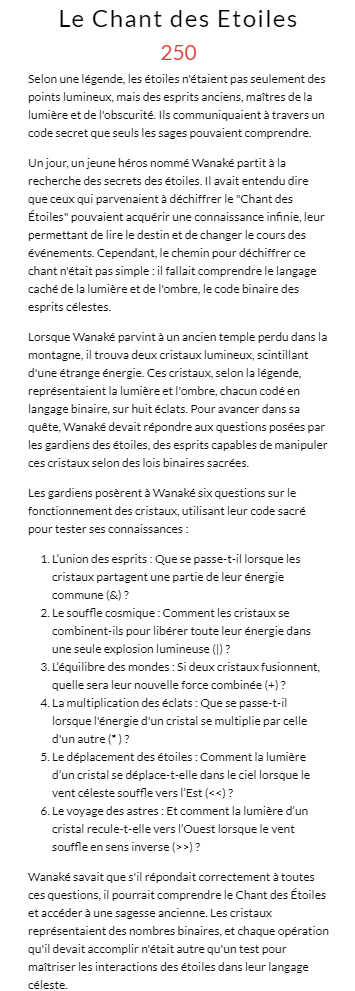 Le Chant des Etoiles
250
Selon une légende, les étoiles n'étaient pas seulement des
points lumineux, mais des esprits anciens, maîtres de la
lumière et de l'obscurité. Ils communiquaient à travers un
code secret que seuls les sages pouvaient comprendre.
Un jour, un jeune héros nommé Wanaké partit à la
recherche des secrets des étoiles. Il avait entendu dire
que ceux qui parvenaient à déchiffrer le "Chant des
Étoiles" pouvaient acquérir une connaissance infinie, leur
permettant de lire le destin et de changer le cours des
événements. Cependant, le chemin pour déchiffrer ce
chant n'était pas simple : il fallait comprendre le langage
caché de la lumière et de l'ombre, le code binaire des
esprits célestes.
Lorsque Wanaké parvint à un ancien temple perdu dans la
montagne, il trouva deux cristaux lumineux, scintillant
d'une étrange énergie. Ces cristaux, selon la légende,
représentaient la lumière et l'ombre, chacun codé en
langage binaire, sur huit éclats. Pour avancer dans sa
quête, Wanaké devait répondre aux questions posées par
les gardiens des étoiles, des esprits capables de manipuler
ces cristaux selon des lois binaires sacrées.
Les gardiens posèrent à Wanaké six questions sur le
fonctionnement des cristaux, utilisant leur code sacré
pour tester ses connaissances :
1. L'union des esprits : Que se passe-t-il lorsque les
cristaux partagent une partie de leur énergie
commune (&) ?
2. Le souffle cosmique : Comment les cristaux se
combinent-ils pour libérer toute leur énergie dans
une seule explosion lumineuse (|) ?
3. L'équilibre des mondes : Si deux cristaux fusionnent,
quelle sera leur nouvelle force combinée (+) ?
4. La multiplication des éclats : Que se passe-t-il
lorsque l'énergie d'un cristal se multiplie par celle
d'un autre (*) ?
5. Le déplacement des étoiles : Comment la lumière
d'un cristal se déplace-t-elle dans le ciel lorsque le
vent céleste souffle vers l'Est (<<) ?
6. Le voyage des astres : Et comment la lumière d'un
cristal recule-t-elle vers l'Ouest lorsque le vent
souffle en sens inverse (>>) ?
Wanaké savait que s'il répondait correctement à toutes
ces questions, il pourrait comprendre le Chant des Étoiles
et accéder à une sagesse ancienne. Les cristaux
représentaient des nombres binaires, et chaque opération
qu'il devait accomplir n'était autre qu'un test pour
maîtriser les interactions des étoiles dans leur langage
céleste.